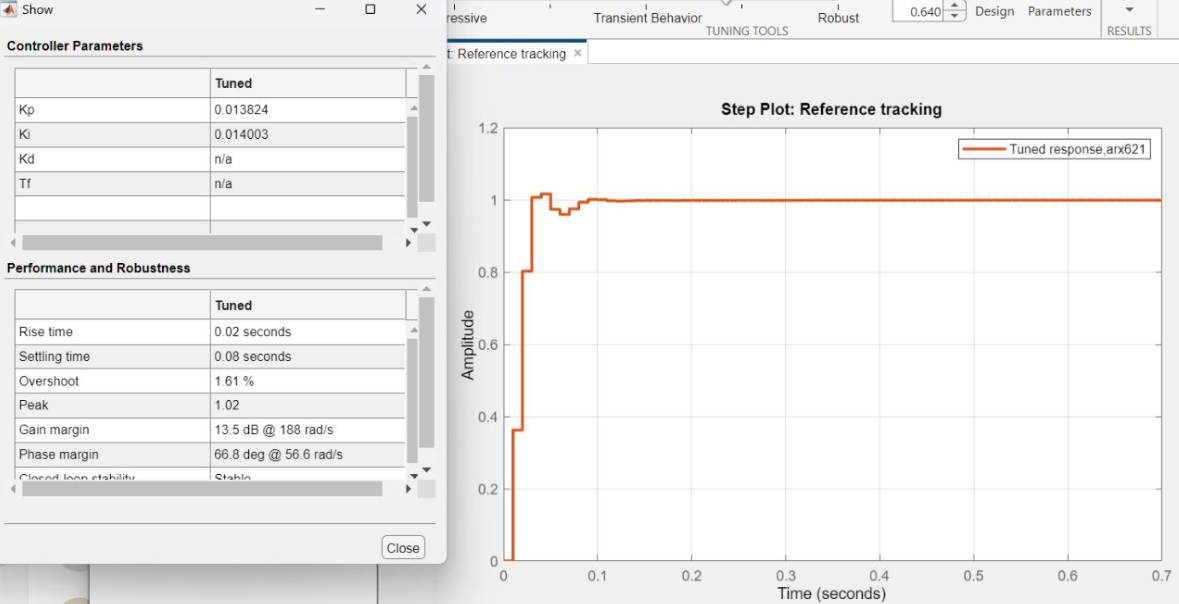 Show
ressive Transient Behavior Robust 0.640 Design Parameters
TUNING TOOLS RESULTS
t: Reference tracking ×
Controller Parameters
Tuned
Kp 0.013824
Ki 0.014003
Kd n/a
Tf n/a
Performance and Robustness
Tuned
Rise time 0.02 seconds
Settling time 0.08 seconds
Overshoot 1.61 %
Peak 1.02
Gain margin 13.5 dB @ 188 rad/s
Phase margin 66.8 deg @ 56.6 rad/s
Closed-loop stability Stable
Close
Step Plot: Reference tracking
Tuned response,arx621
Amplitude
1.2
1
0.8
0.6
0.4
0.2
0
0 0.1 0.2 0.3 0.4 0.5 0.6 0.7
Time (seconds)